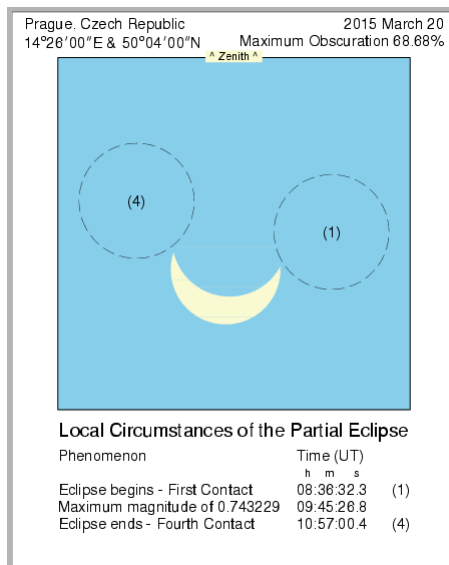 Prague, Czech Republic 2015 March 20
14°26'00"E & 50°04'00"N Maximum Obscuration 68.68%
^ Zenith ^
(4)
(1)
Local Circumstances of the Partial Eclipse
Phenomenon Time (UT)
h m s
Eclipse begins - First Contact 08:36:32.3 (1)
Maximum magnitude of 0.743229 09:45:26.8
Eclipse ends - Fourth Contact 10:57:00.4 (4)